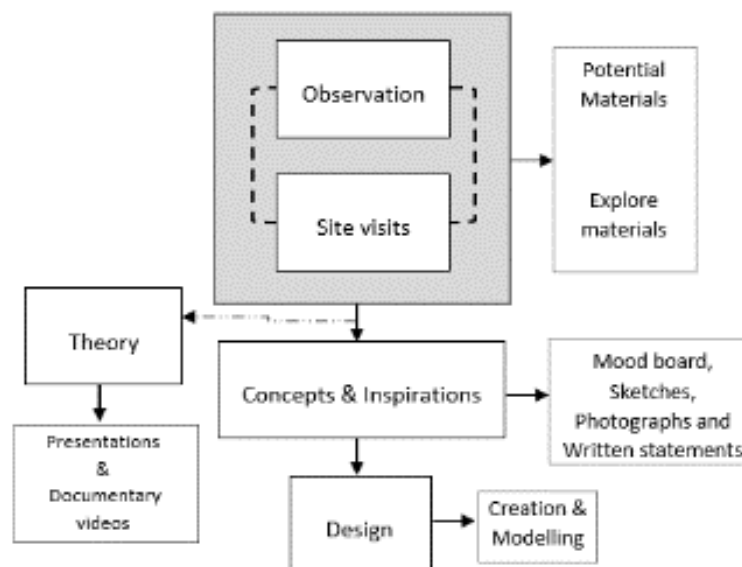 Observation
Potential
Materials
Explore
materials
Site visits
Theory
Concepts & Inspirations
Mood board,
Sketches,
Photographs and
Written statements
Presentations
&
Documentary
videos
Design
Creation &
Modelling